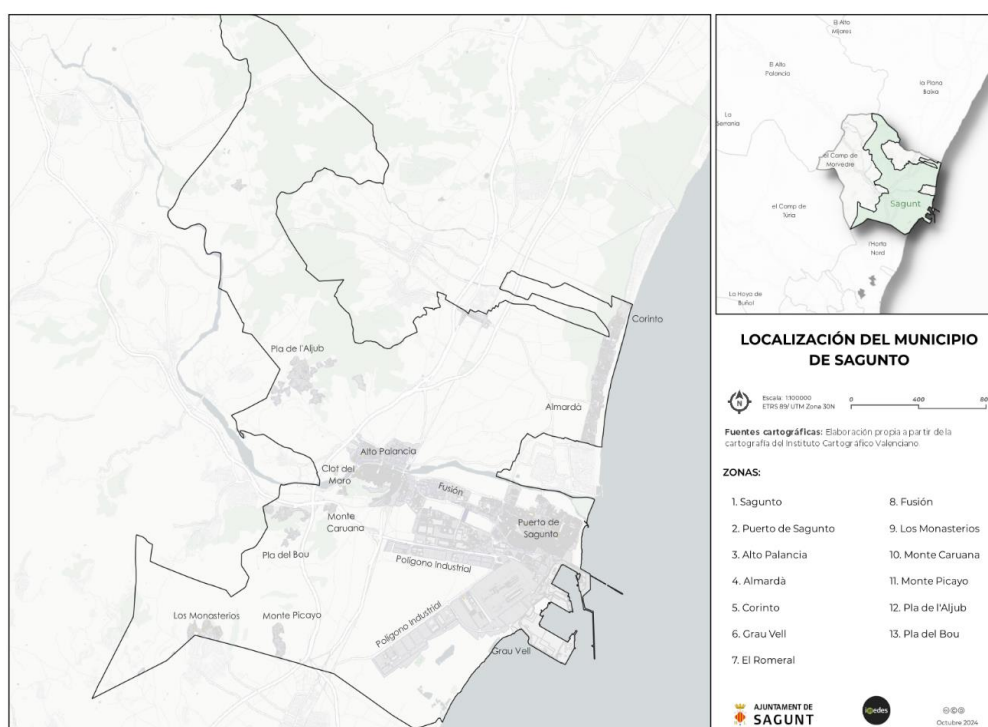 Corinto
Pla de l'Aljub
Almardà
Alto Palancia
Clot del
Moro
Fusión
Monte
Caruana
Puerto de
Sagunto
Pla del Bou
Polígono Industrial
Los Monasterios
Monte Picayo
Polígono Industrial
Grau Vell
El Alto
Mijares
El Alto
Palancia
la Plana
Baixa
La
Serranía
el Camp de
Morvedre
Sagunt
el Camp de
Túria
l'Horta
Nord
La Hoya de
Buñol
LOCALIZACIÓN DEL MUNICIPIO
DE SAGUNTO
N
Escala: 1:100000
ETRS 89/ UTM Zona 30N
0 400 80
Fuentes cartográficas: Elaboración propia a partir de la
cartografía del Instituto Cartográfico Valenciano.
ZONAS:
1. Sagunto
2. Puerto de Sagunto
3. Alto Palancia
4. Almardà
5. Corinto
6. Grau Vell
7. El Romeral
8. Fusión
9. Los Monasterios
10. Monte Caruana
11. Monte Picayo
12. Pla de l'Aljub
13. Pla del Bou
AJUNTAMENT DE
SAGUNT
Octubre 2024